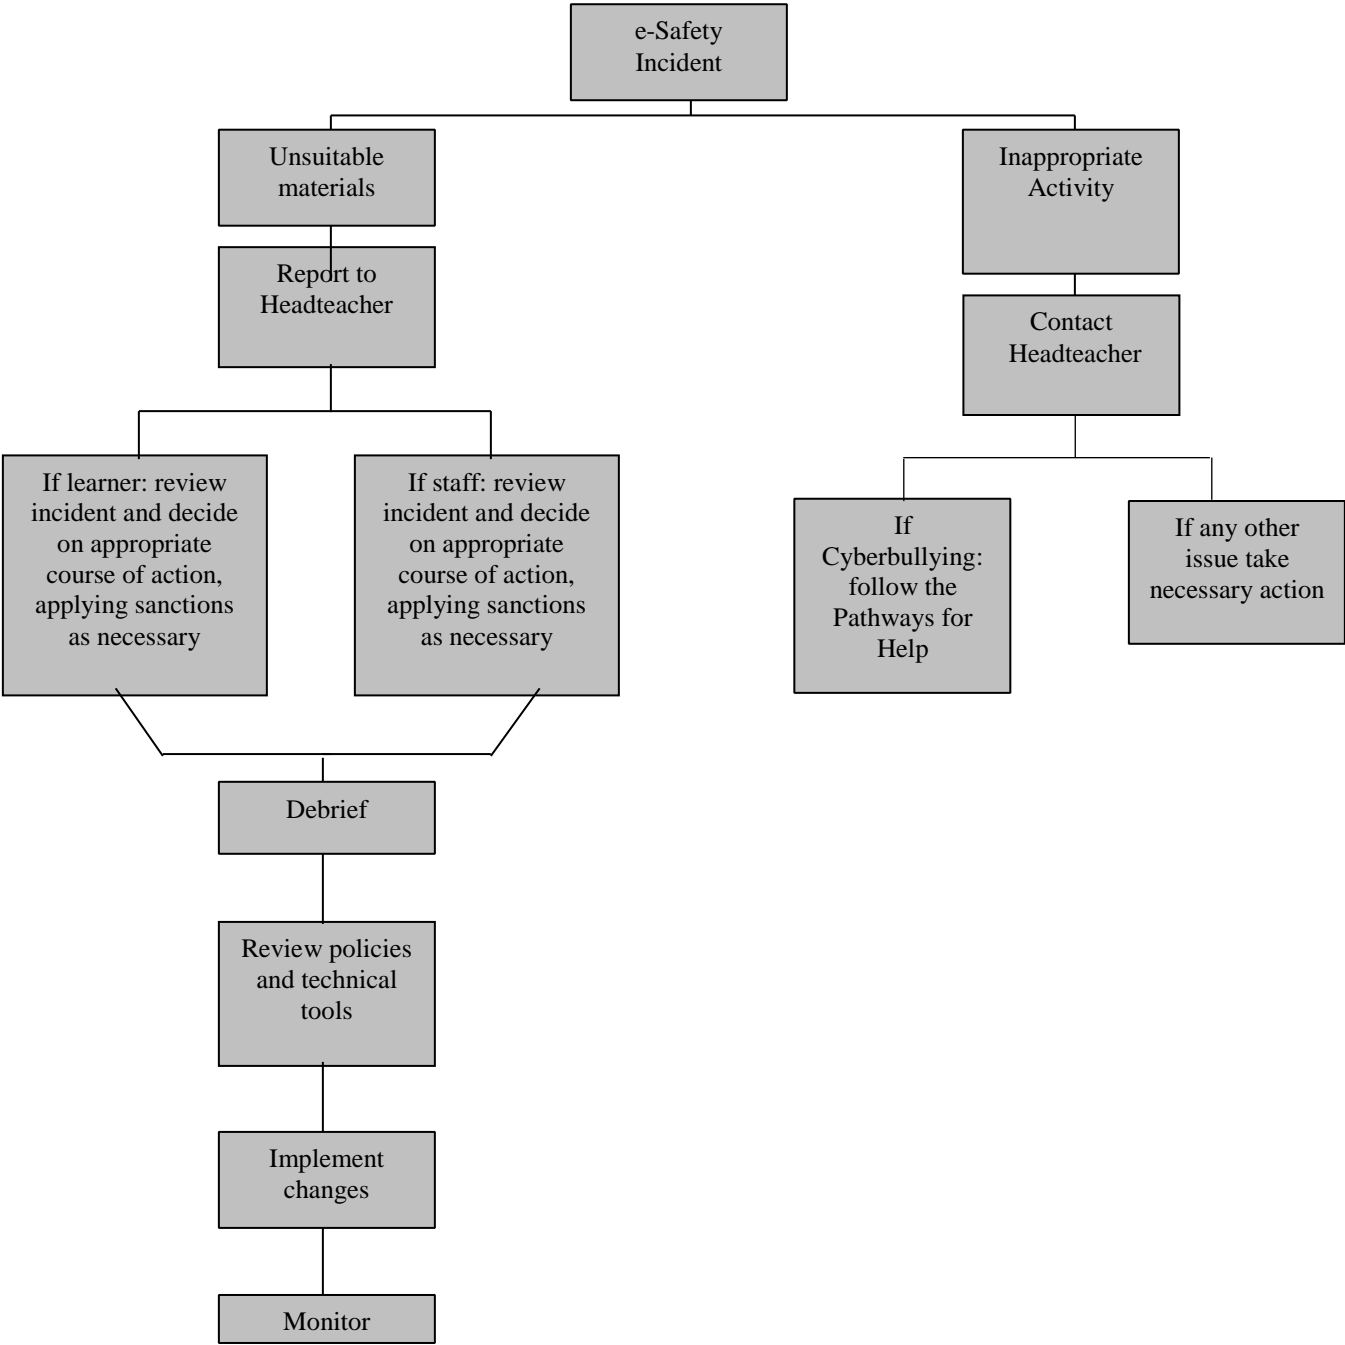 e-Safety
Incident
Unsuitable
materials
Inappropriate
Activity
Report to
Headteacher
Contact
Headteacher
If learner: review
incident and decide
on appropriate
course of action,
applying sanctions
as necessary
If staff: review
incident and decide
on appropriate
course of action,
applying sanctions
as necessary
If
Cyberbullying:
follow the
Pathways for
Help
If any other
issue take
necessary action
Debrief
Review policies
and technical
tools
Implement
changes
Monitor